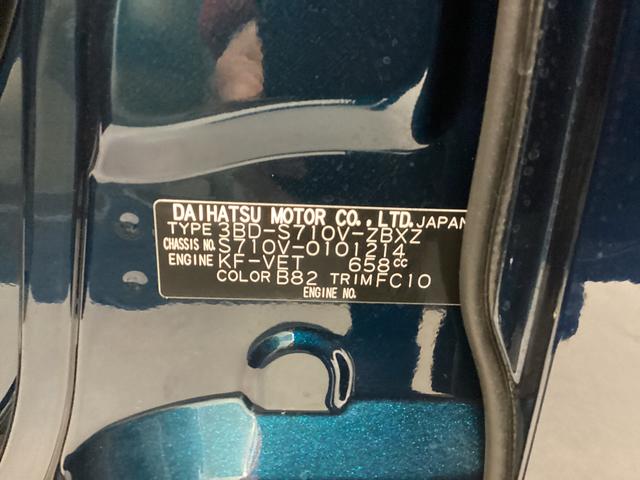 DAIHATSU MOTOR CO.,LTD.JAPAN
TYPE 3BD-S710V-ZBXZ
CHASSIS NO. S710V-0101214
ENGINE KF-VET 658cc
COLOR B82 TRIM FC10
ENGINE NO.